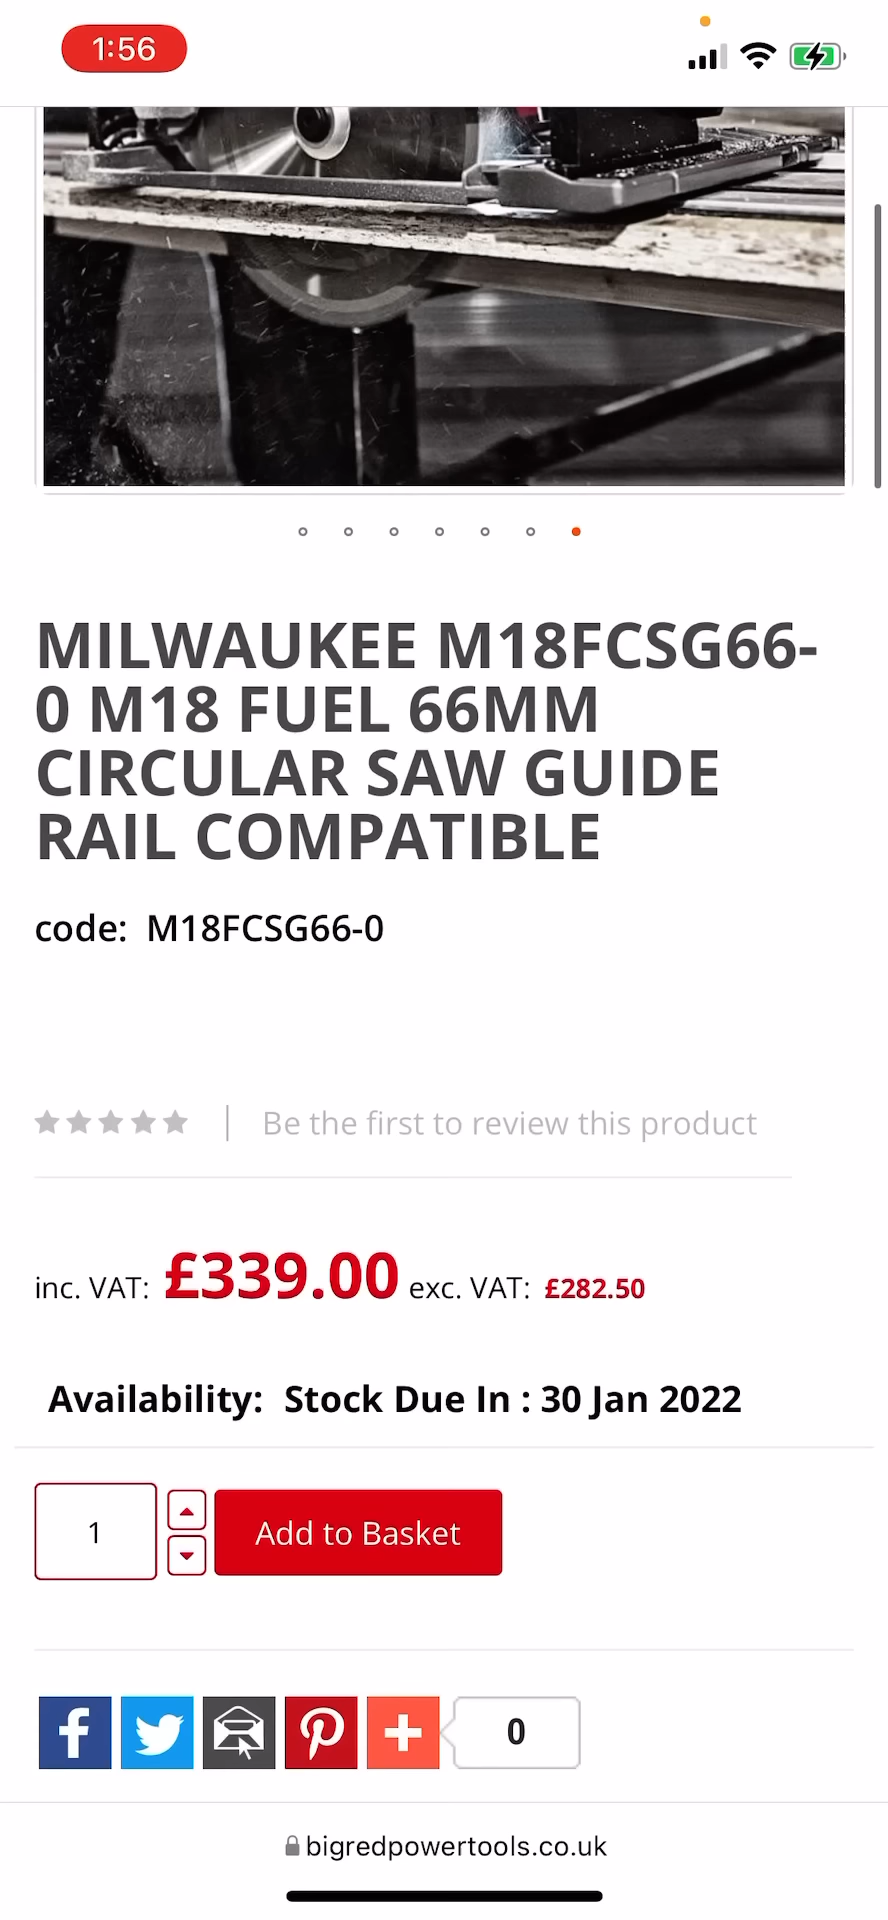 1:56
MILWAUKEE M18FCSG66-
0 M18 FUEL 66MM
CIRCULAR SAW GUIDE
RAIL COMPATIBLE
code: M18FCSG66-0
Be the first to review this product
inc. VAT: £339.00 exc. VAT: £282.50
Availability: Stock Due In : 30 Jan 2022
1
Add to Basket
0
bigredpowertools.co.uk